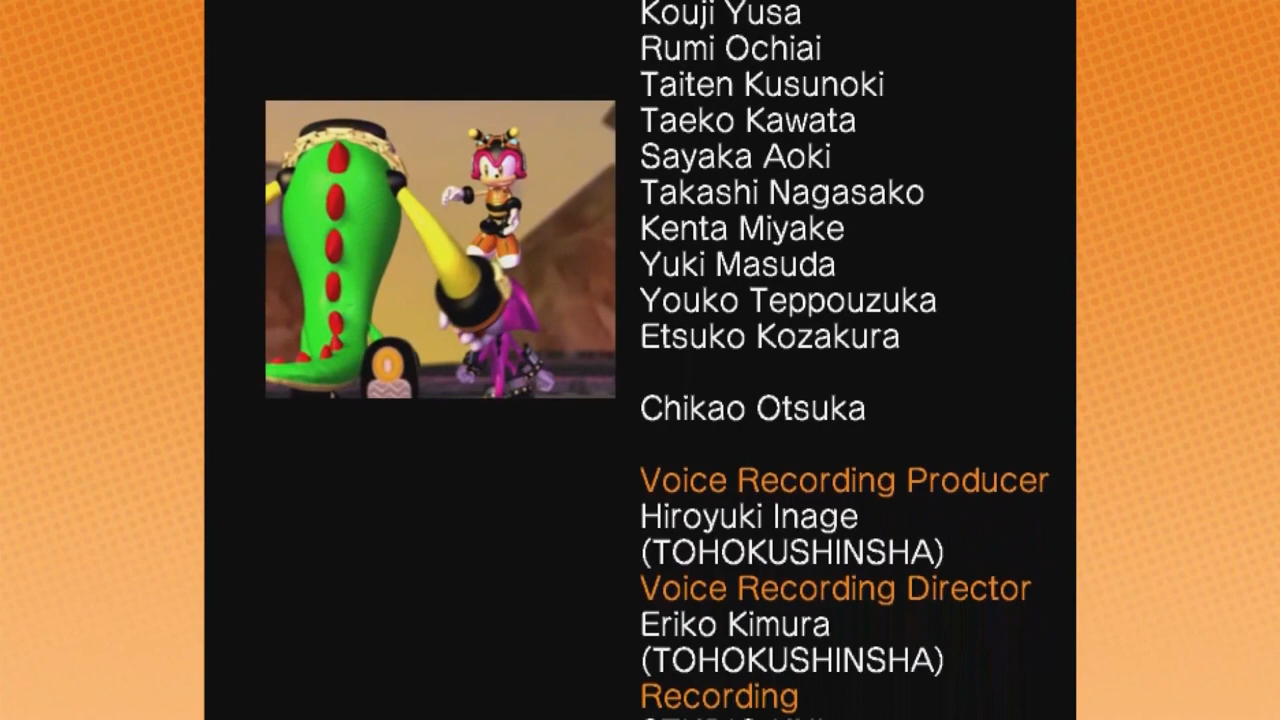 Kouji Yusa
Rumi Ochiai
Taiten Kusunoki
Taeko Kawata
Sayaka Aoki
Takashi Nagasako
Kenta Miyake
Yuki Masuda
Youko Teppouzuka
Etsuko Kozakura
Chikao Otsuka
Voice Recording Producer
Hiroyuki Inage
(TOHOKUSHINSHA)
Voice Recording Director
Eriko Kimura
(TOHOKUSHINSHA)
Recording